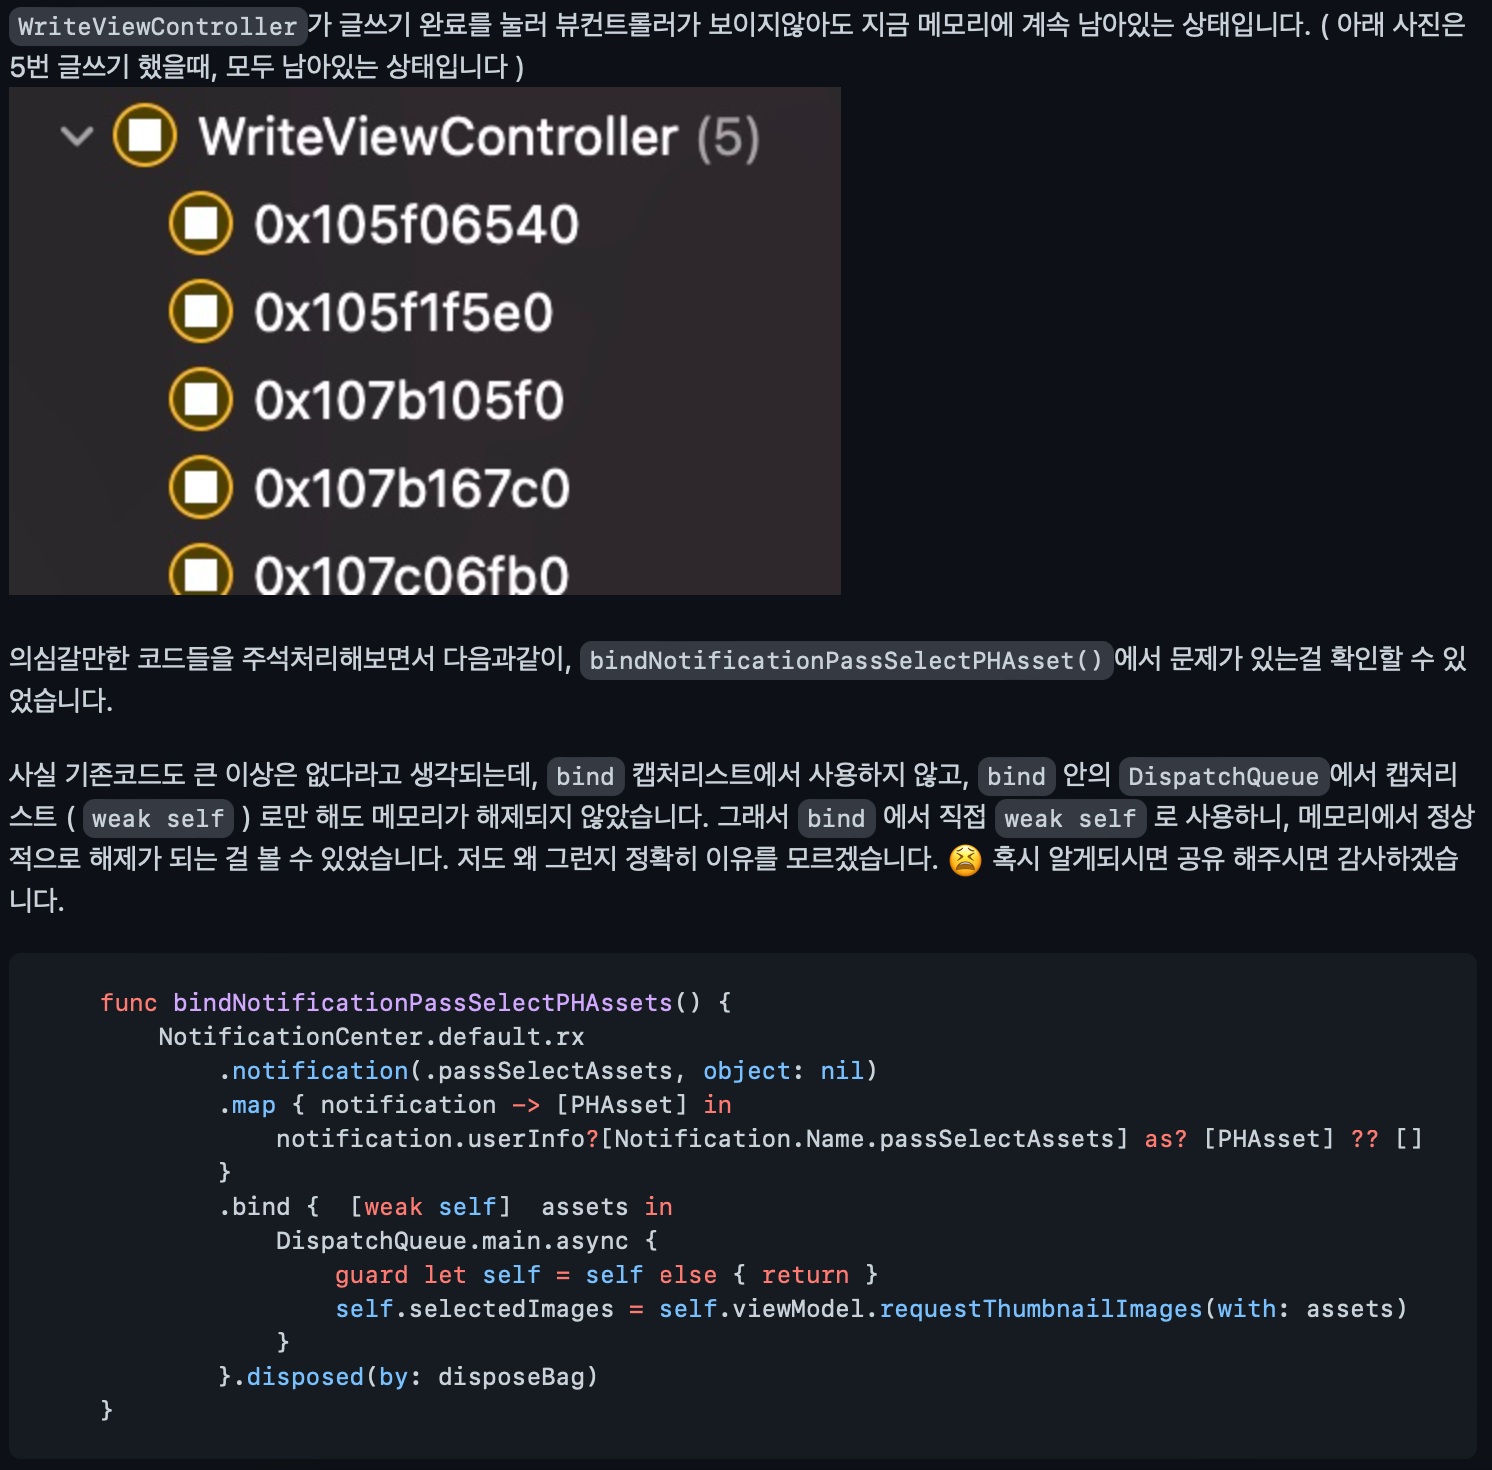 WriteViewController가 글쓰기 완료를 눌러 뷰컨트롤러가 보이지않아도 지금 메모리에 계속 남아있는 상태입니다. ( 아래 사진은
5번 글쓰기 했을때, 모두 남아있는 상태입니다 )
WriteViewController (5)
0x105f06540
0x105f1f5e0
0x107b105f0
0x107b167c0
0x107c06fb0
의심갈만한 코드들을 주석처리해보면서 다음과같이, bindNotificationPassSelectPHAsset()에서 문제가 있는걸 확인할 수 있
었습니다.
사실 기존코드도 큰 이상은 없다라고 생각되는데, bind 캡처리스트에서 사용하지 않고, bind 안의 DispatchQueue에서 캡처리
스트 ( weak self ) 로만 해도 메모리가 해제되지 않았습니다. 그래서 bind 에서 직접 weak self 로 사용하니, 메모리에서 정상
적으로 해제가 되는 걸 볼 수 있었습니다. 저도 왜 그런지 정확히 이유를 모르겠습니다. 😫 혹시 알게되시면 공유 해주시면 감사하겠습
니다.
func bindNotificationPassSelectPHAssets() {
NotificationCenter.default.rx
.notification(.passSelectAssets, object: nil)
.map { notification -> [PHAsset] in
notification.userInfo?[Notification.Name.passSelectAssets] as? [PHAsset] ?? []
}
.bind {  [weak self]  assets in
DispatchQueue.main.async {
guard let self = self else { return }
self.selectedImages = self.viewModel.requestThumbnailImages(with: assets)
}
}.disposed(by: disposeBag)
}